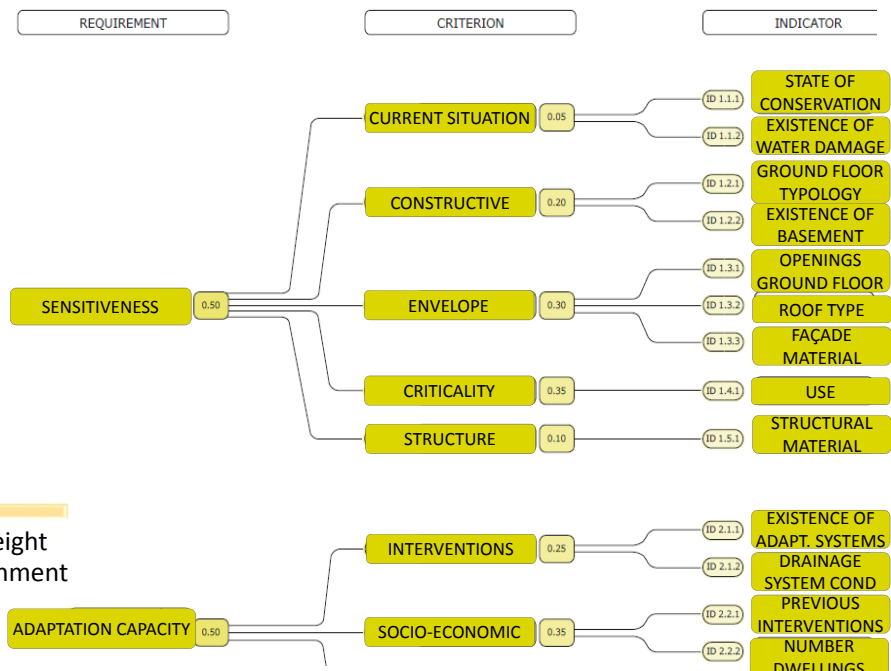 REQUIREMENT
CRITERION
INDICATOR
SENSITIVENESS
0.50
CURRENT SITUATION
0.05
ID 1.1.1
STATE OF
CONSERVATION
ID 1.1.2
EXISTENCE OF
WATER DAMAGE
CONSTRUCTIVE
0.20
ID 1.2.1
GROUND FLOOR
TYPOLOGY
ID 1.2.2
EXISTENCE OF
BASEMENT
ENVELOPE
0.30
ID 1.3.1
OPENINGS
GROUND FLOOR
ID 1.3.2
ROOF TYPE
ID 1.3.3
FAÇADE
MATERIAL
CRITICALITY
0.35
ID 1.4.1
USE
STRUCTURE
0.10
ID 1.5.1
STRUCTURAL
MATERIAL
eight
nment
ADAPTATION CAPACITY
0.50
INTERVENTIONS
0.25
ID 2.1.1
EXISTENCE OF
ADAPT. SYSTEMS
ID 2.1.2
DRAINAGE
SYSTEM COND
SOCIO-ECONOMIC
0.35
ID 2.2.1
PREVIOUS
INTERVENTIONS
ID 2.2.2
NUMBER
DWELLINGS